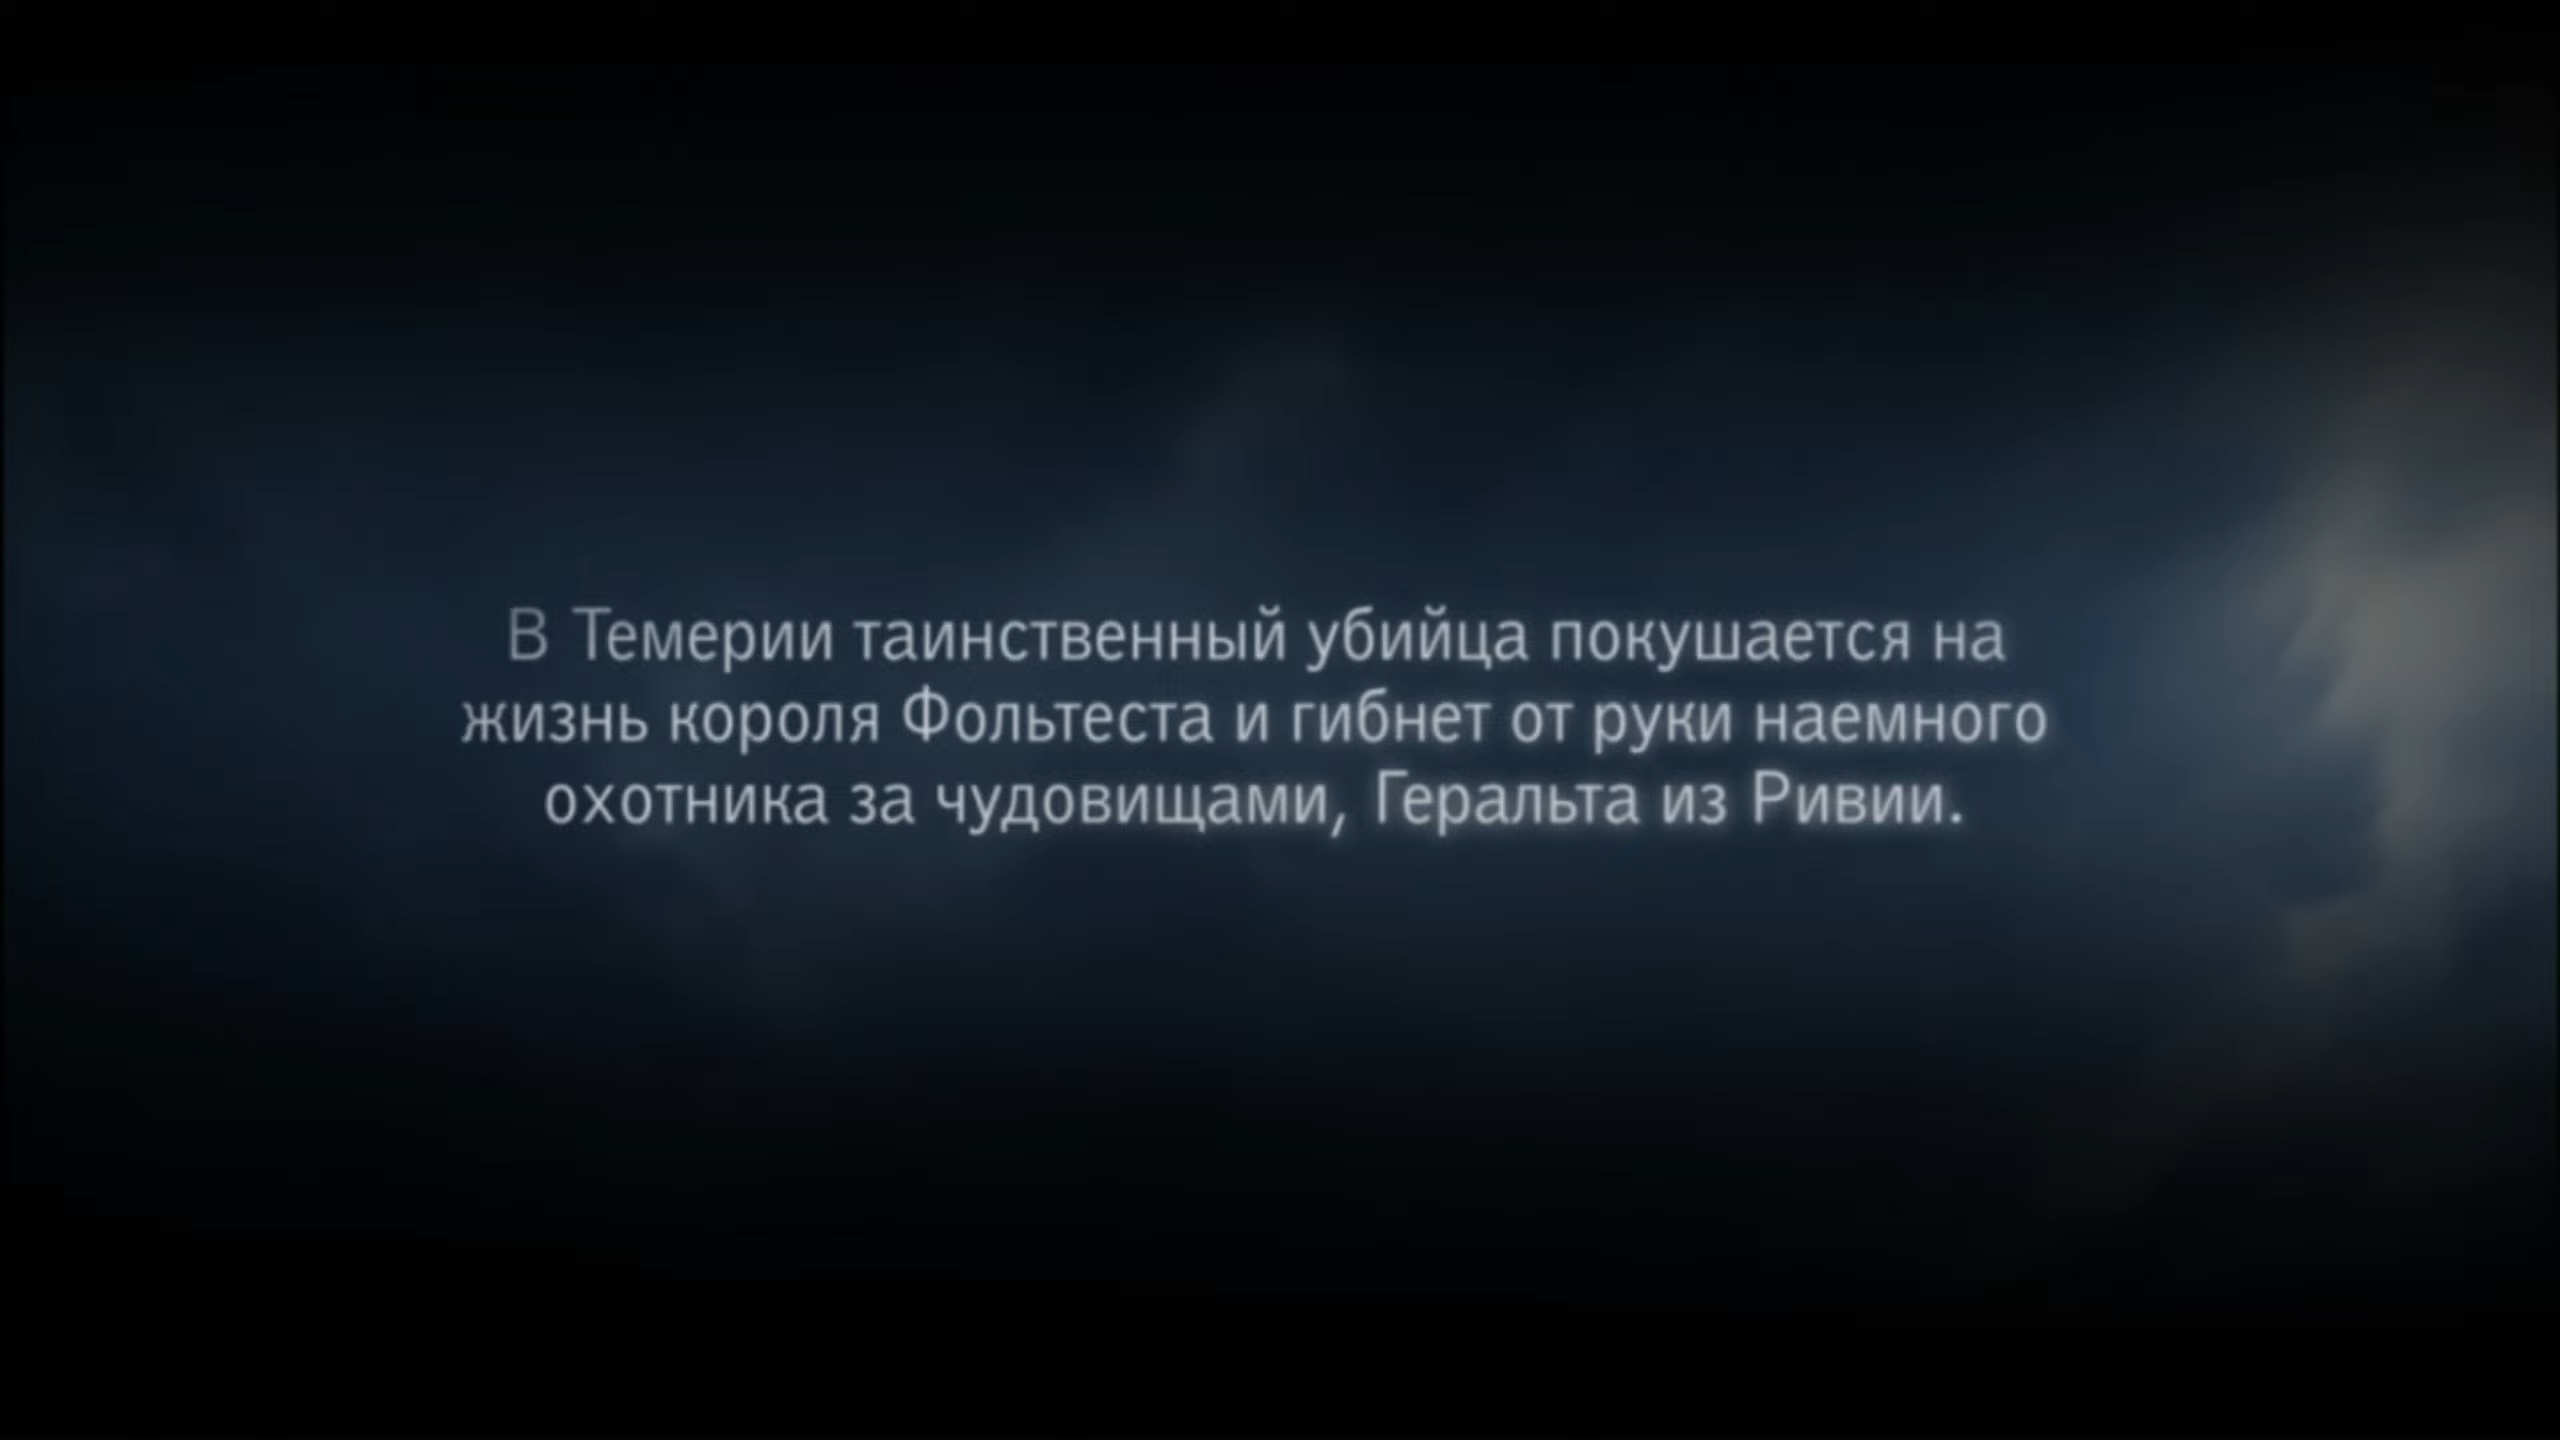 В Темерии таинственный убийца покушается на
жизнь короля Фольтеста и гибнет от руки наемного
охотника за чудовищами, Геральта из Ривии.